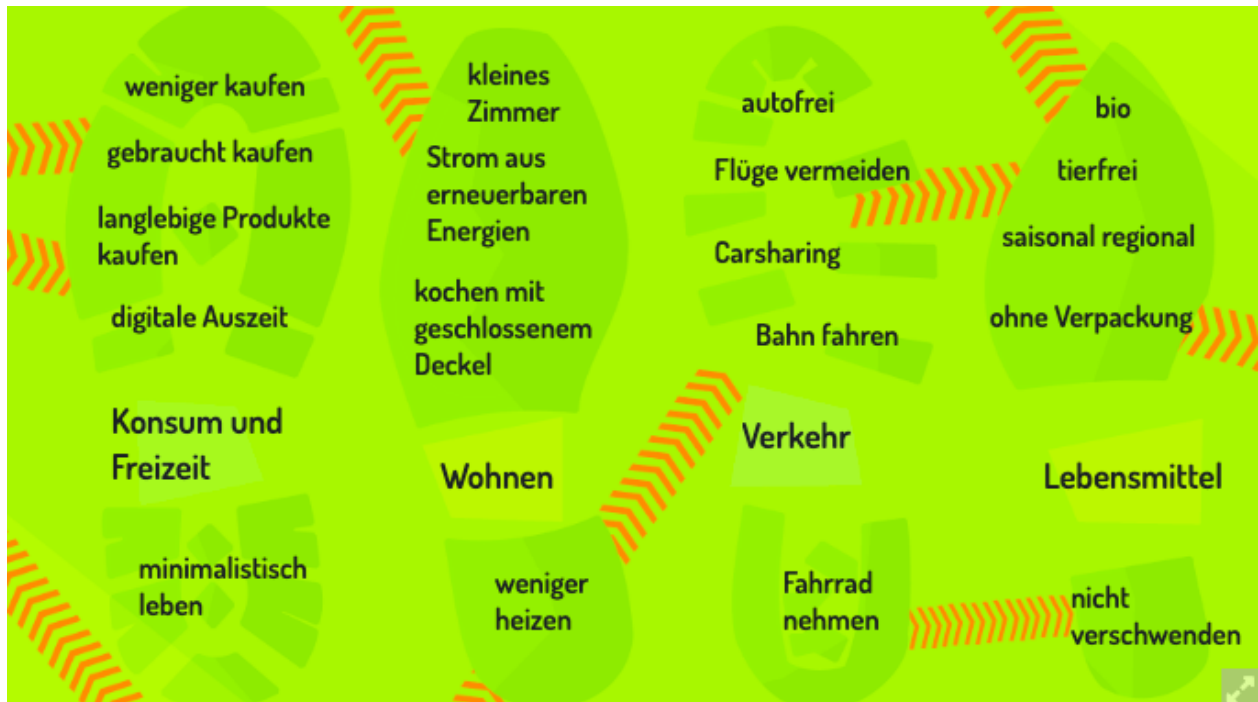 weniger kaufen
gebraucht kaufen
langlebige Produkte
kaufen
digitale Auszeit
Konsum und
Freizeit
minimalistisch
leben
kleines
Zimmer
Strom aus
erneuerbaren
Energien
kochen mit
geschlossenem
Deckel
Wohnen
weniger
heizen
autofrei
Flüge vermeiden
Carsharing
Bahn fahren
Verkehr
Fahrrad
nehmen
bio
tierfrei
saisonal regional
ohne Verpackung
Lebensmittel
nicht
verschwenden